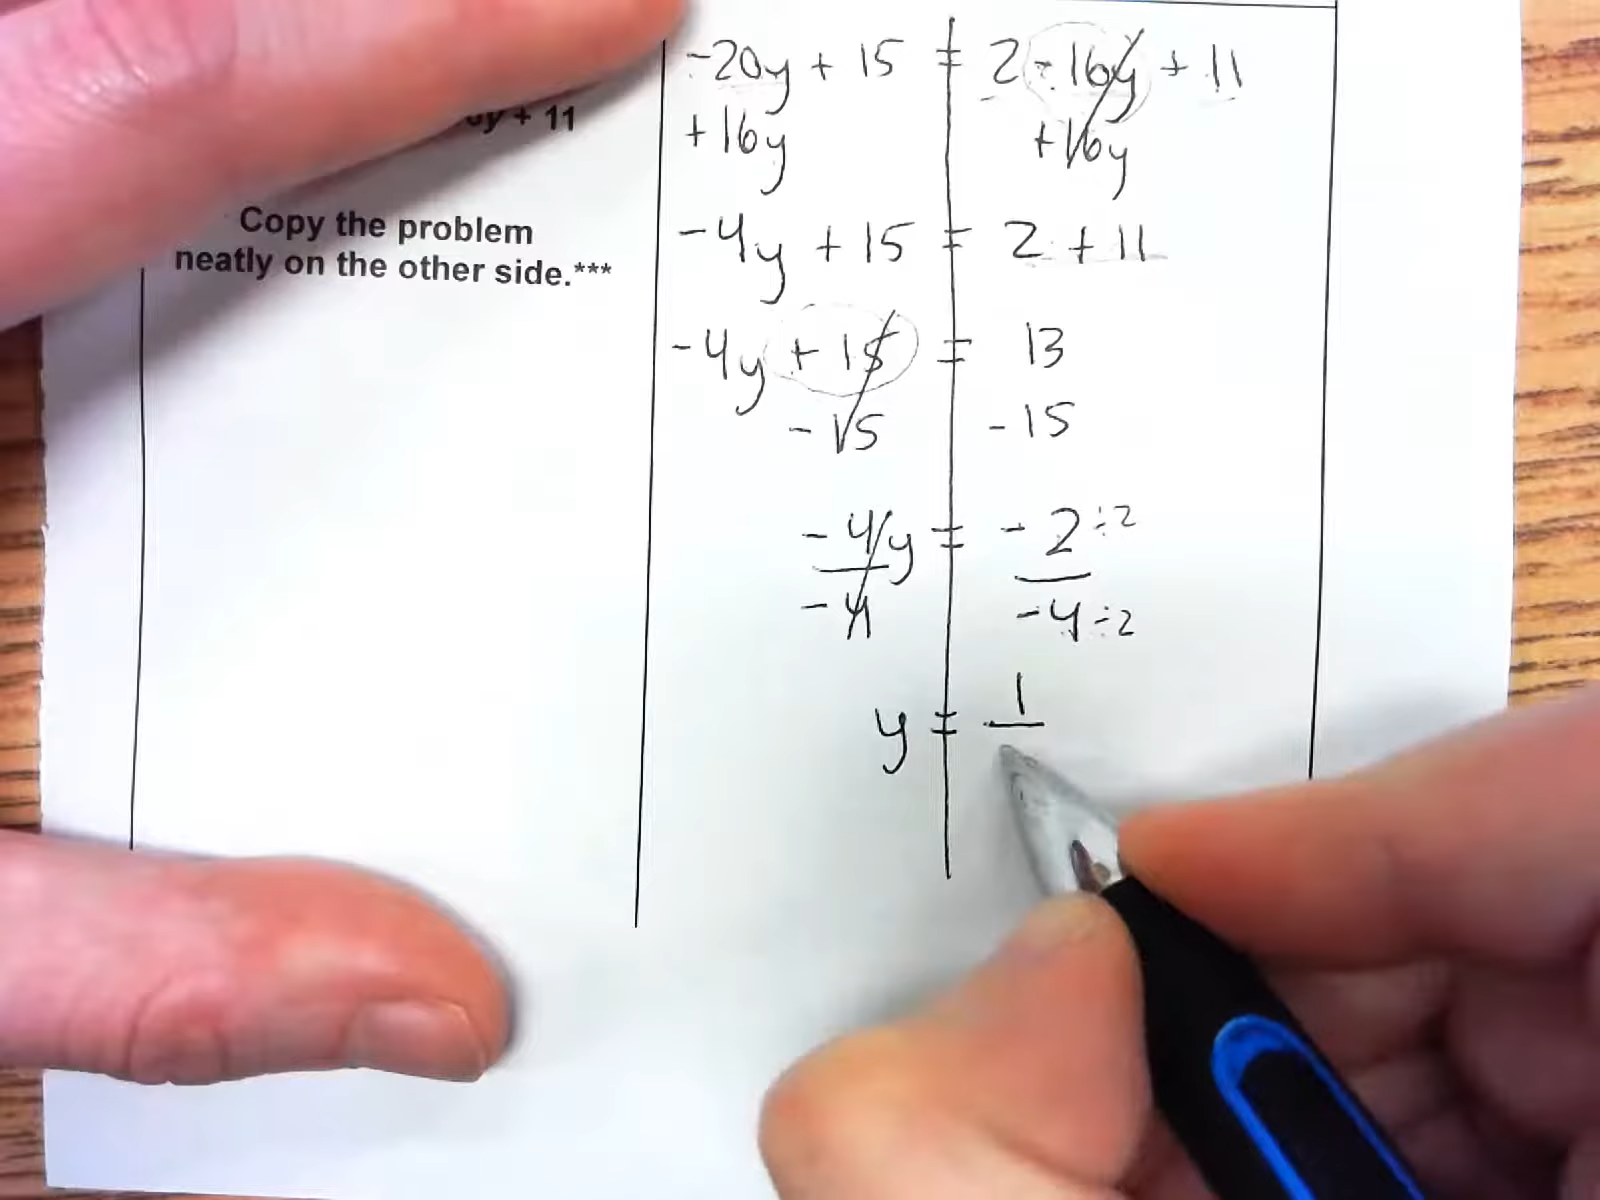 -20y + 15 = 2 - 16y + 11
+16y +16y
y + 11
Copy the problem
neatly on the other side.***
-4y + 15 = 2 + 11
-4y + 15 = 13
-15 -15
-4y = -2 ÷2
-4 -4 ÷2
y = 1